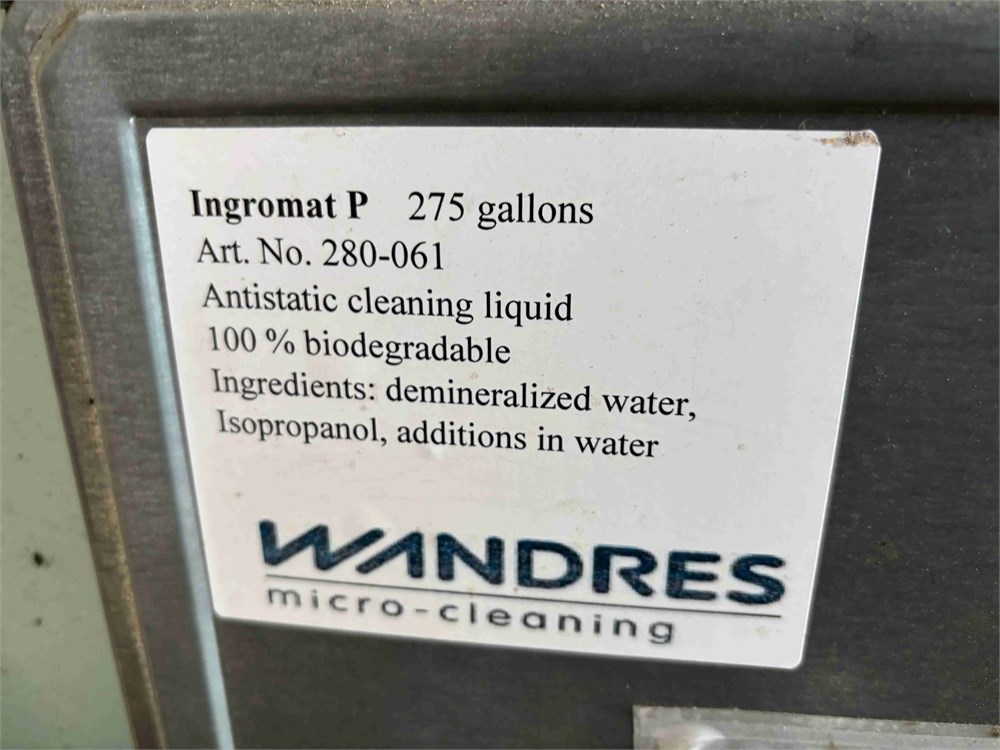 Ingromat P 275 gallons
Art. No. 280-061
Antistatic cleaning liquid
100 % biodegradable
Ingredients: demineralized water,
Isopropanol, additions in water
WANDRES
micro-cleaning